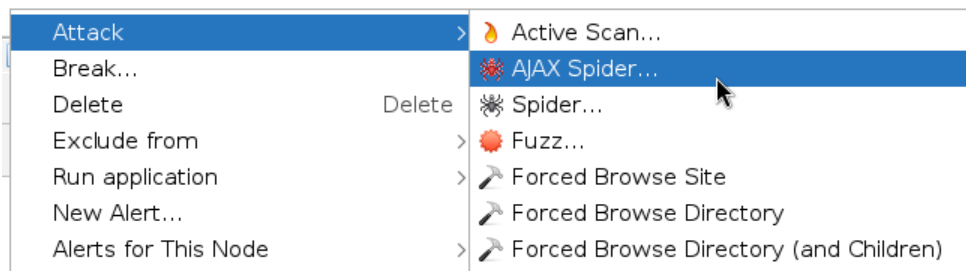 Attack
Break...
Delete Delete
Exclude from
Run application
New Alert...
Alerts for This Node
Active Scan...
AJAX Spider...
Spider...
Fuzz...
Forced Browse Site
Forced Browse Directory
Forced Browse Directory (and Children)